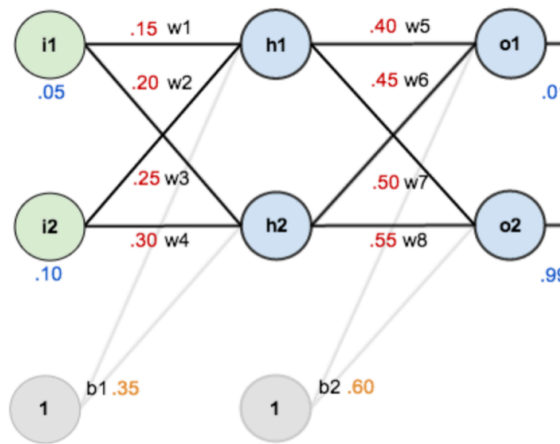 .15 w1
.40 w5
i1
h1
o1
.20 w2
.45 w6
.05
.25 w3
.50 w7
i2
h2
o2
.30 w4
.55 w8
.10
.99
b1 .35
b2 .60
1
1